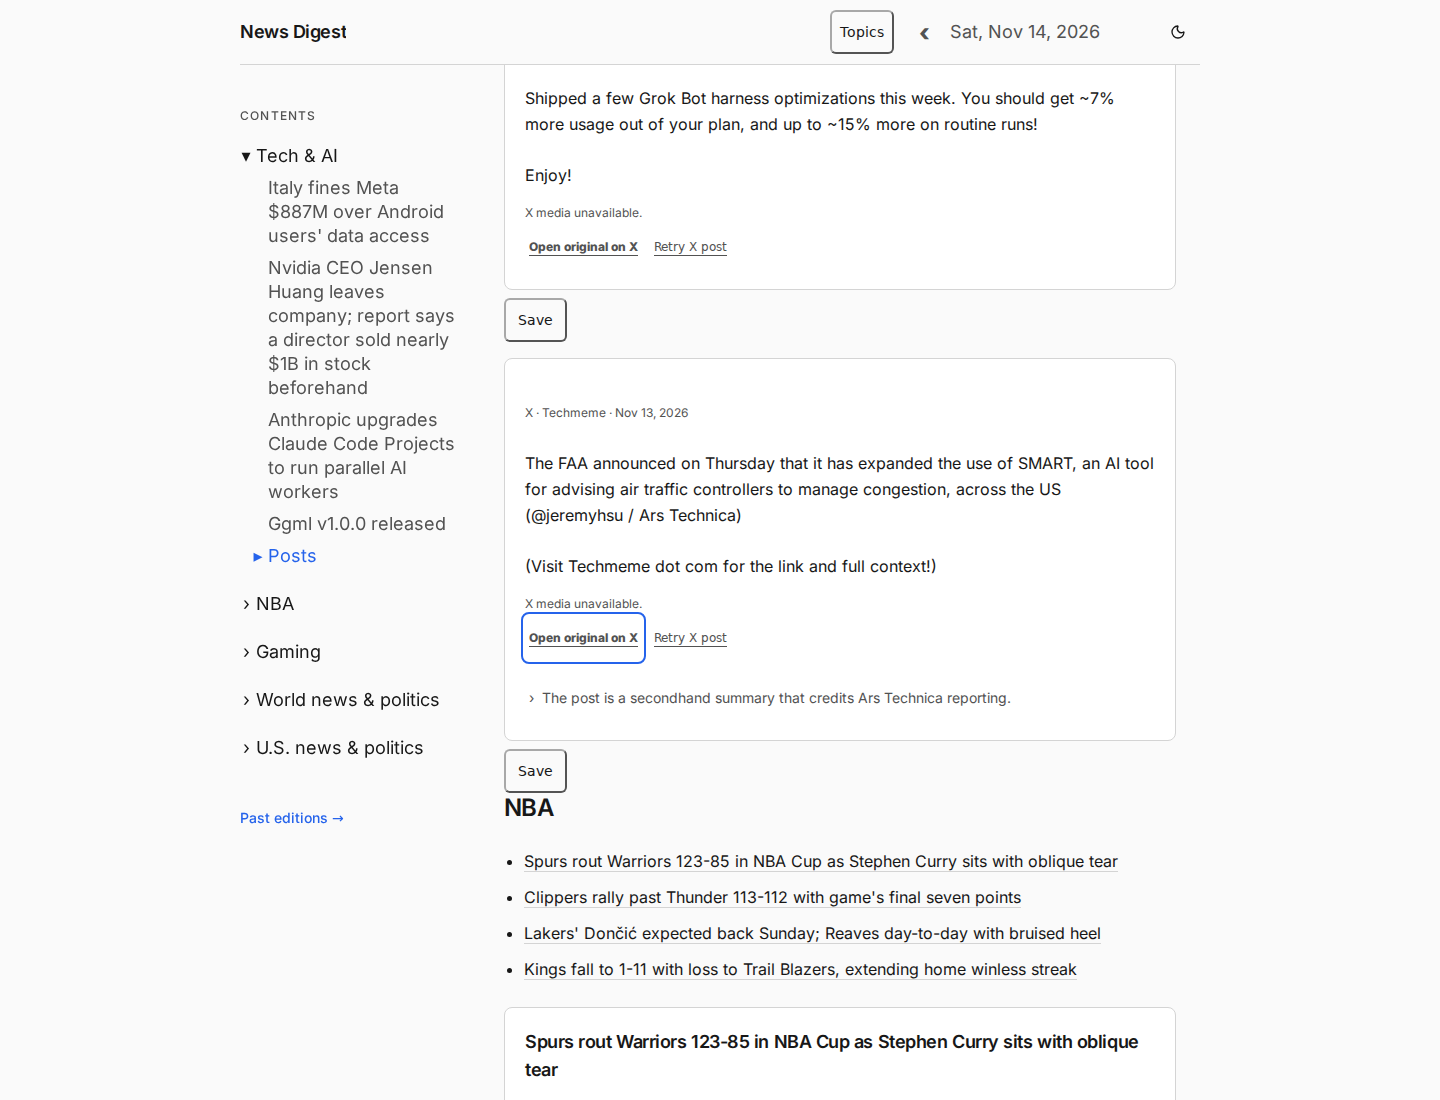 News Digest
Topics
‹
Sat, Nov 14, 2026
CONTENTS
▾ Tech & AI
Italy fines Meta
$887M over Android
users' data access
Nvidia CEO Jensen
Huang leaves
company; report says
a director sold nearly
$1B in stock
beforehand
Anthropic upgrades
Claude Code Projects
to run parallel AI
workers
Ggml v1.0.0 released
▸ Posts
› NBA
› Gaming
› World news & politics
› U.S. news & politics
Past editions →
Shipped a few Grok Bot harness optimizations this week. You should get ~7%
more usage out of your plan, and up to ~15% more on routine runs!
Enjoy!
X media unavailable.
Open original on X Retry X post
Save
X · Techmeme · Nov 13, 2026
The FAA announced on Thursday that it has expanded the use of SMART, an AI tool
for advising air traffic controllers to manage congestion, across the US
(@jeremyhsu / Ars Technica)
(Visit Techmeme dot com for the link and full context!)
X media unavailable.
Open original on X Retry X post
› The post is a secondhand summary that credits Ars Technica reporting.
Save
NBA
• Spurs rout Warriors 123-85 in NBA Cup as Stephen Curry sits with oblique tear
• Clippers rally past Thunder 113-112 with game's final seven points
• Lakers' Dončić expected back Sunday; Reaves day-to-day with bruised heel
• Kings fall to 1-11 with loss to Trail Blazers, extending home winless streak
Spurs rout Warriors 123-85 in NBA Cup as Stephen Curry sits with oblique
tear